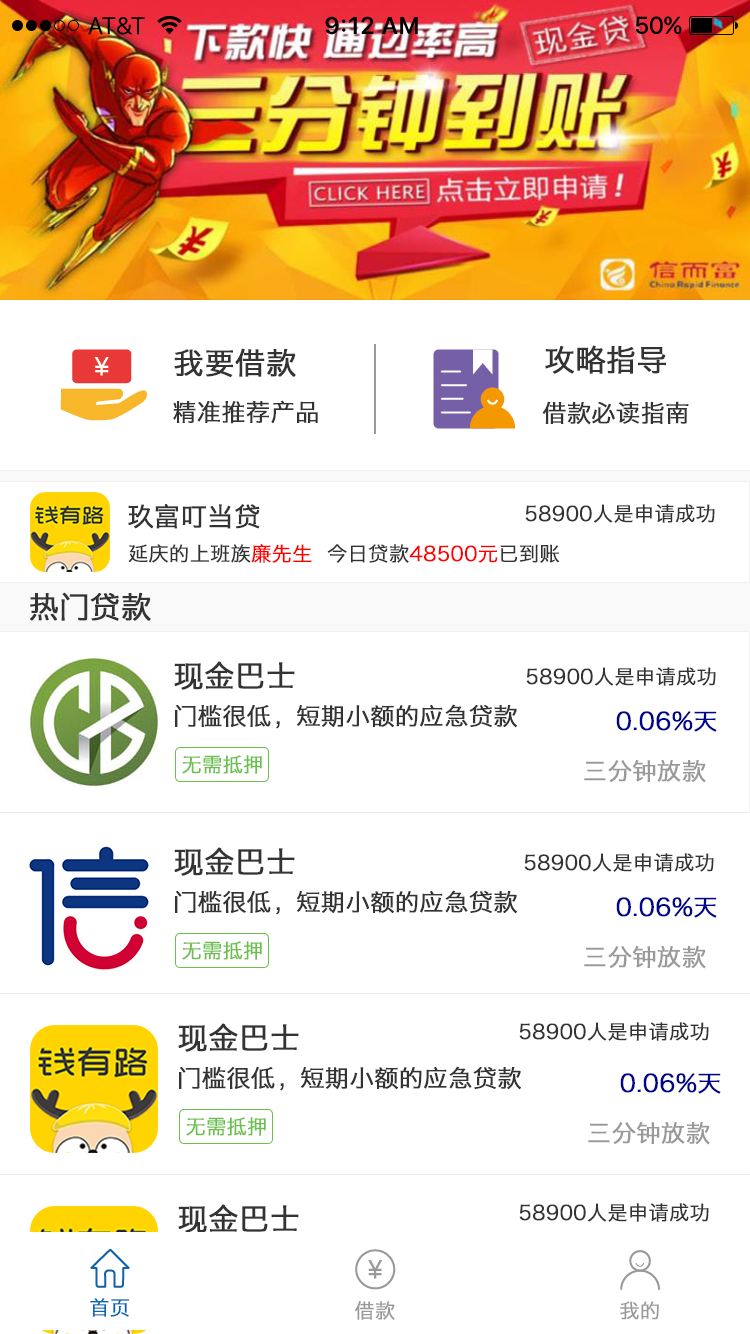 AT&T 9:12 AM 50%
下款快 通过率高 现金贷
三分钟到账
CLICK HERE 点击立即申请！
信而富
China Rapid Finance
¥ 我要借款
精准推荐产品
攻略指导
借款必读指南
钱有路
玖富叮当贷 58900人是申请成功
延庆的上班族廉先生 今日贷款48500元已到账
热门贷款
现金巴士 58900人是申请成功
门槛很低，短期小额的应急贷款 0.06%天
无需抵押 三分钟放款
信
现金巴士 58900人是申请成功
门槛很低，短期小额的应急贷款 0.06%天
无需抵押 三分钟放款
钱有路
现金巴士 58900人是申请成功
门槛很低，短期小额的应急贷款 0.06%天
无需抵押 三分钟放款
现金巴士 58900人是申请成功
¥
首页 借款 我的